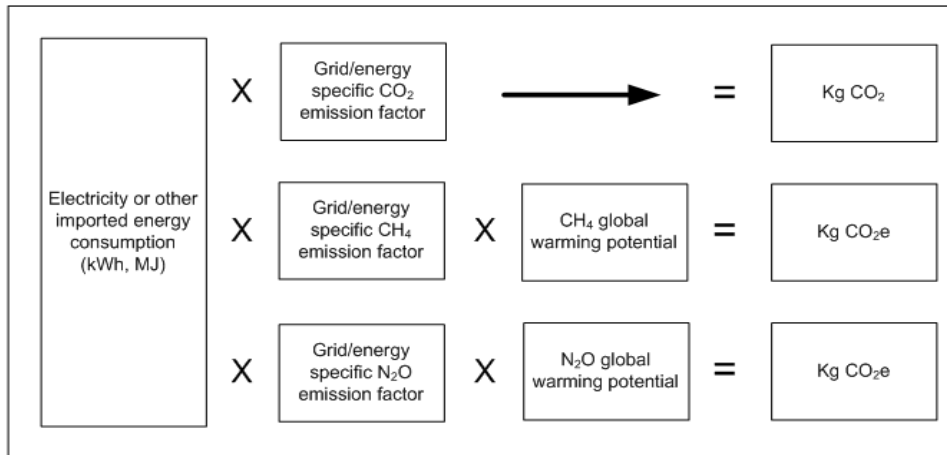 Electricity or other
imported energy
consumption
(kWh, MJ)
X
Grid/energy
specific CO₂
emission factor
=
Kg CO₂
X
Grid/energy
specific CH₄
emission factor
X
CH₄ global
warming potential
=
Kg CO₂e
X
Grid/energy
specific N₂O
emission factor
X
N₂O global
warming potential
=
Kg CO₂e